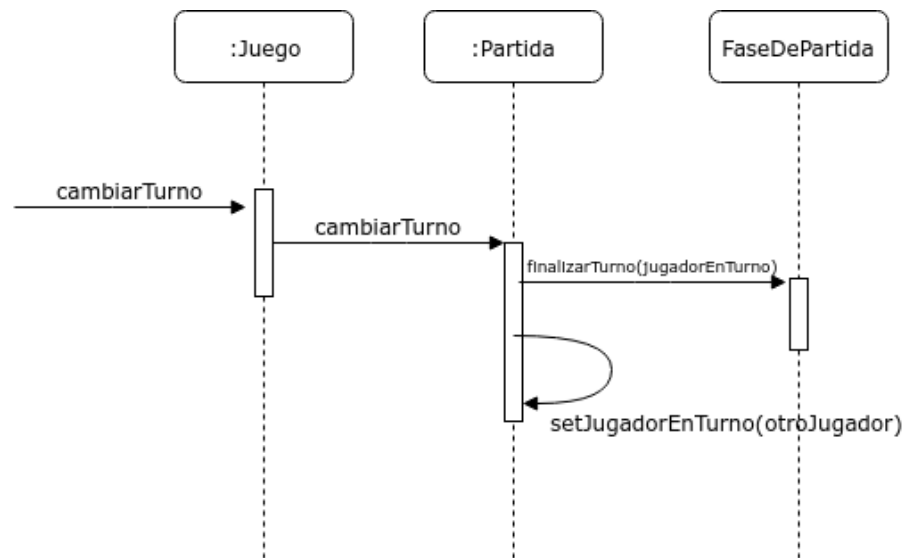 :Juego
:Partida
FaseDePartida
cambiarTurno
cambiarTurno
finalizarTurno(jugadorEnTurno)
setJugadorEnTurno(otroJugador)